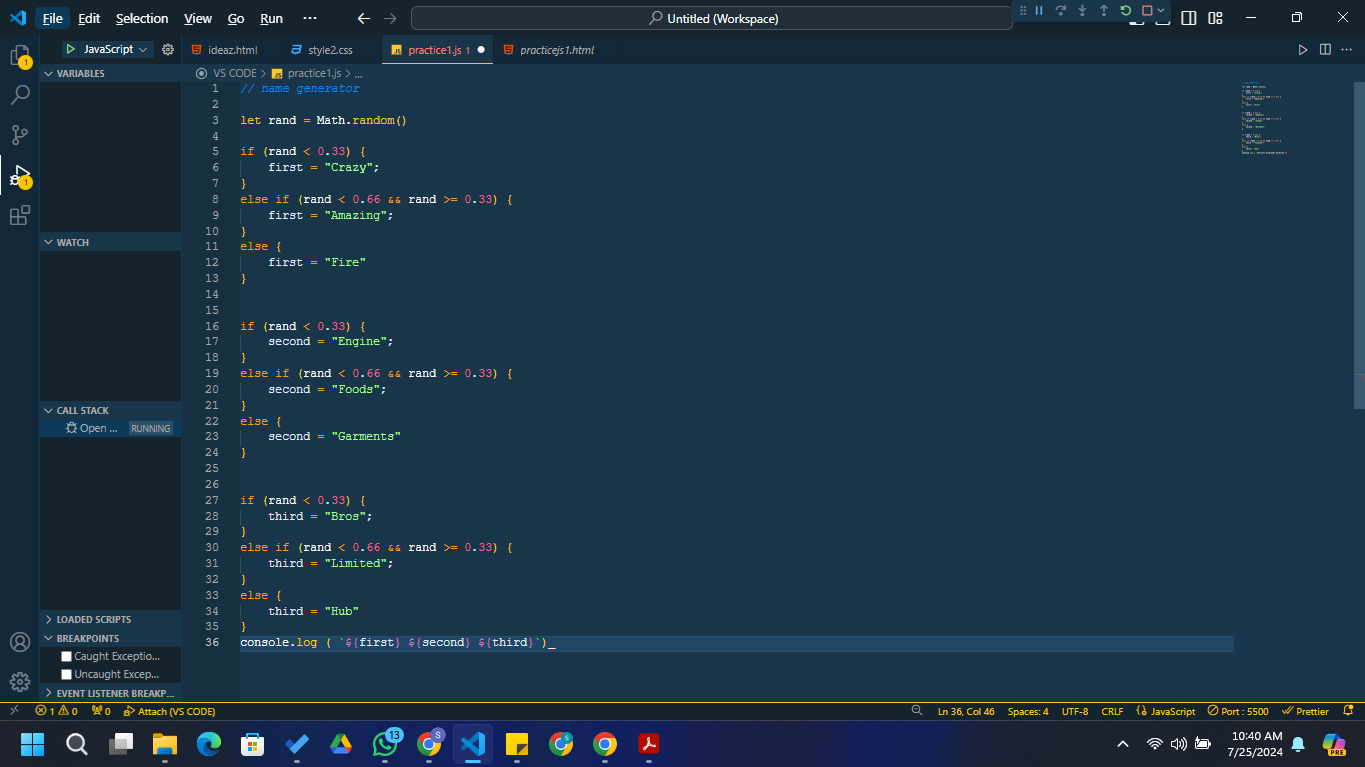 File Edit Selection View Go Run ··· Untitled (Workspace)
JavaScript ideaz.html style2.css practice1.js 1 practicejs1.html
VARIABLES
WATCH
CALL STACK
Open ... RUNNING
LOADED SCRIPTS
BREAKPOINTS
Caught Exceptio...
Uncaught Excep...
EVENT LISTENER BREAKP...
1
1
VS CODE > practice1.js > ...
1 // name generator
2
3 let rand = Math.random()
4
5 if (rand < 0.33) {
6 first = "Crazy";
7 }
8 else if (rand < 0.66 && rand >= 0.33) {
9 first = "Amazing";
10 }
11 else {
12 first = "Fire"
13 }
14
15
16 if (rand < 0.33) {
17 second = "Engine";
18 }
19 else if (rand < 0.66 && rand >= 0.33) {
20 second = "Foods";
21 }
22 else {
23 second = "Garments"
24 }
25
26
27 if (rand < 0.33) {
28 third = "Bros";
29 }
30 else if (rand < 0.66 && rand >= 0.33) {
31 third = "Limited";
32 }
33 else {
34 third = "Hub"
35 }
36 console.log ( `${first} ${second} ${third}`)
1 0 0 Attach (VS CODE) Ln 36, Col 46 Spaces: 4 UTF-8 CRLF JavaScript Port : 5500 Prettier
13 S S PRE
10:40 AM
7/25/2024